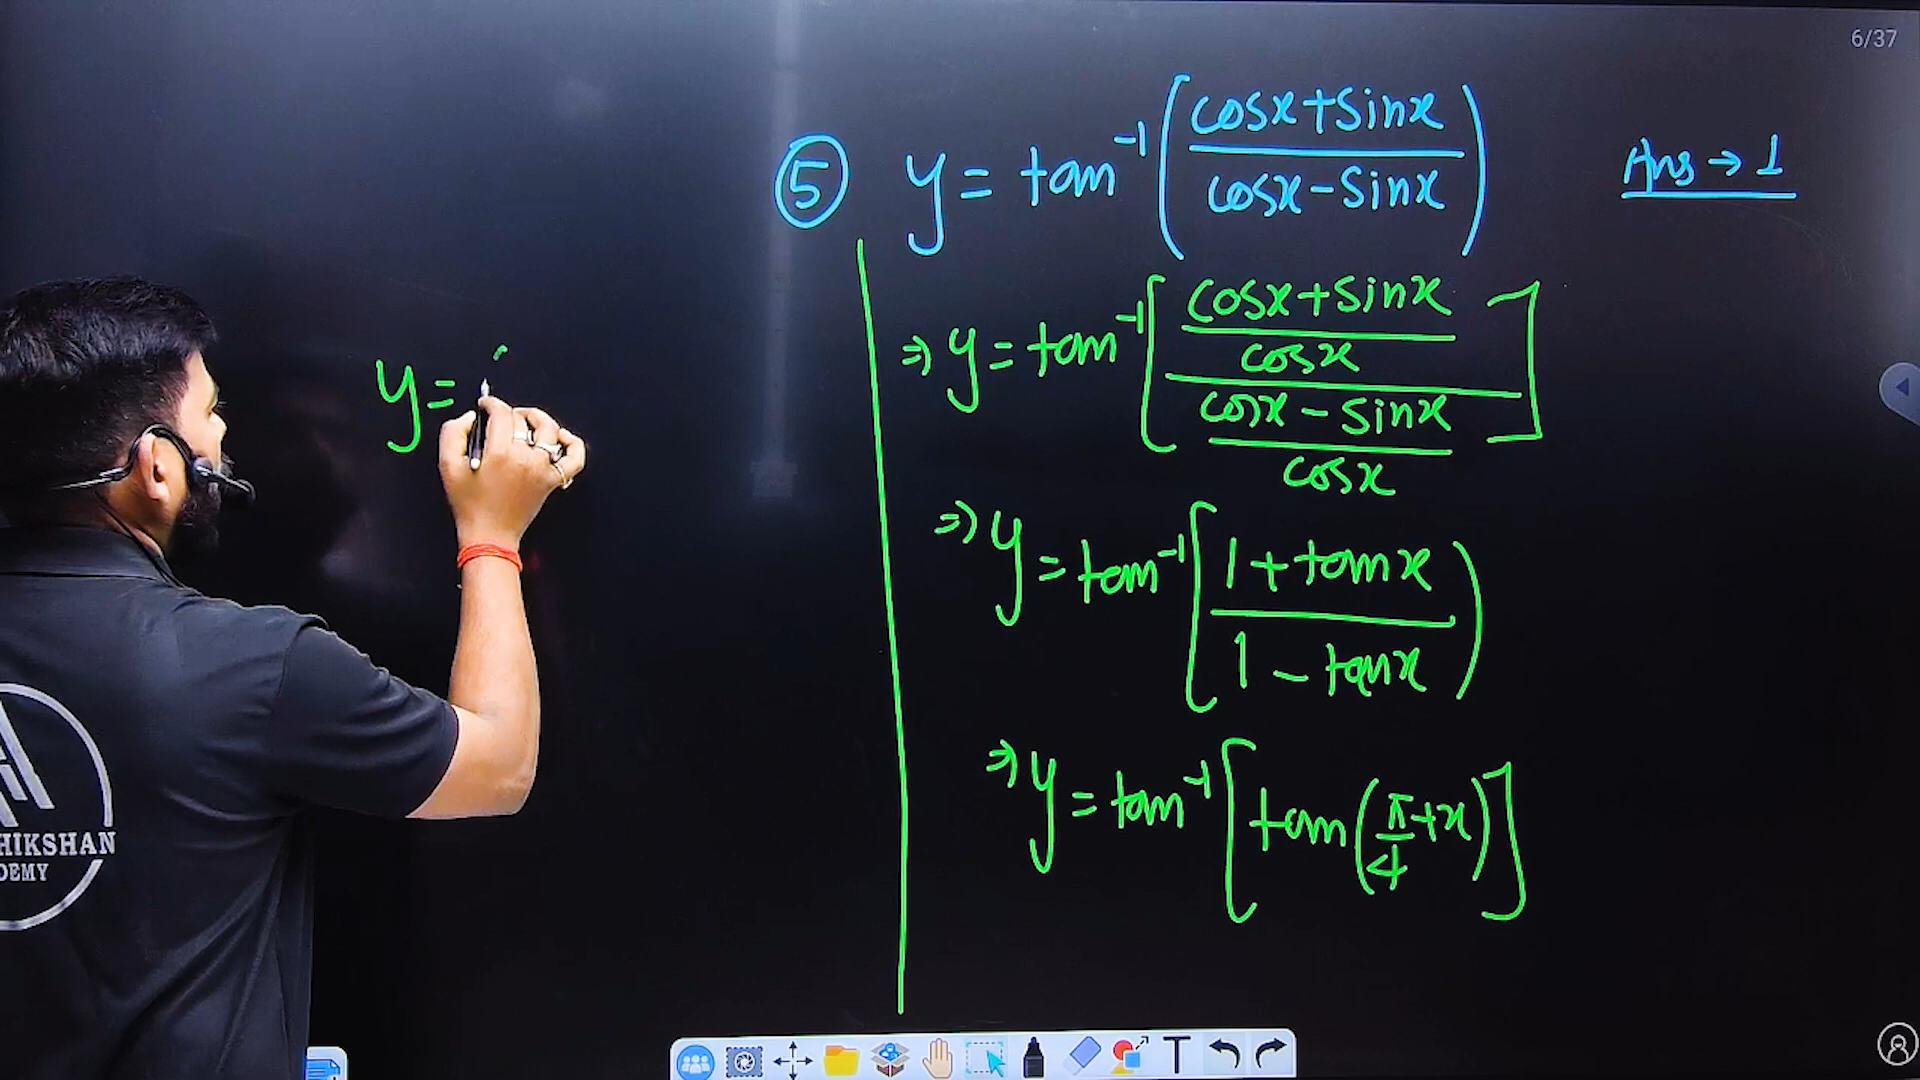 6/37
⑤ y = tan⁻¹(cosx+sinx / cosx-sinx)
Ans → 1
⇒ y = tan⁻¹[(cosx+sinx / cosx) / (cosx-sinx / cosx)]
⇒ y = tan⁻¹[1+tanx / 1-tanx)
⇒ y = tan⁻¹[tan(π/4+x)]
y =
HIKSHAN
DEMY
T